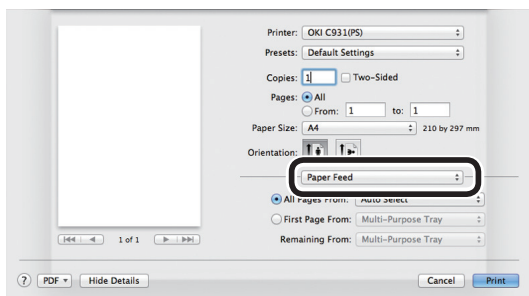 Printer: OKI C931(PS)
Presets: Default Settings
Copies: 1 Two-Sided
Pages: All
From: 1 to: 1
Paper Size: A4 210 by 297 mm
Orientation:
Paper Feed
All Pages From: Auto Select
First Page From: Multi-Purpose Tray
Remaining From: Multi-Purpose Tray
1 of 1
? PDF Hide Details Cancel Print